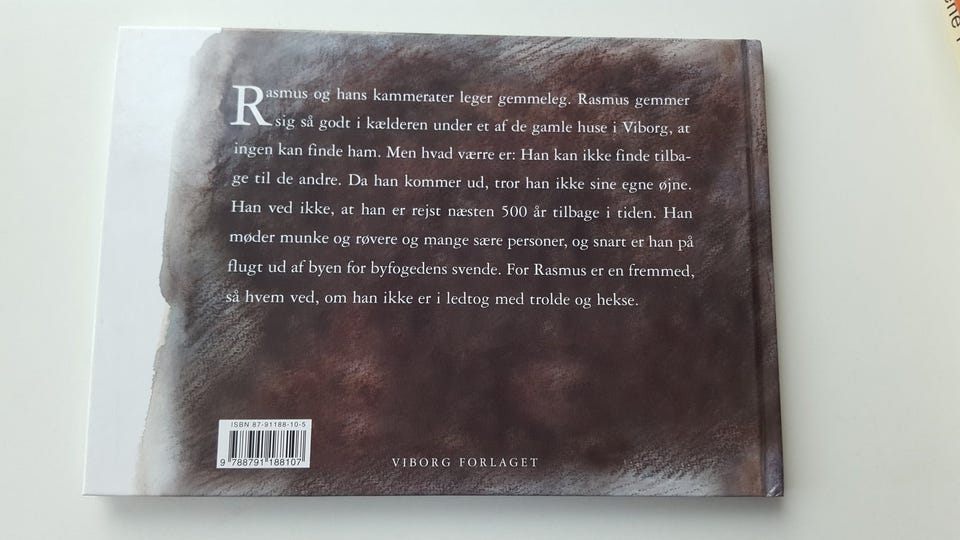 Rasmus og hans kammerater leger gemmeleg. Rasmus gemmer
sig så godt i kælderen under et af de gamle huse i Viborg, at
ingen kan finde ham. Men hvad værre er: Han kan ikke finde tilba-
ge til de andre. Da han kommer ud, tror han ikke sine egne øjne.
Han ved ikke, at han er rejst næsten 500 år tilbage i tiden. Han
møder munke og røvere og mange sære personer, og snart er han på
flugt ud af byen for byfogedens svende. For Rasmus er en fremmed,
så hvem ved, om han ikke er i ledtog med trolde og hekse.
ISBN 87-91188-10-5
9 788791 188107
VIBORG FORLAGET